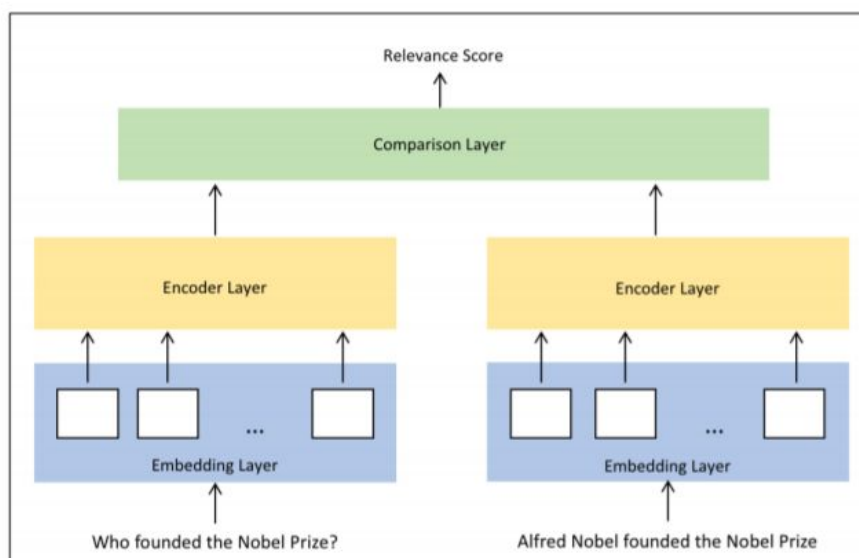 Relevance Score
Comparison Layer
Encoder Layer
Encoder Layer
...
...
Embedding Layer
Embedding Layer
Who founded the Nobel Prize?
Alfred Nobel founded the Nobel Prize